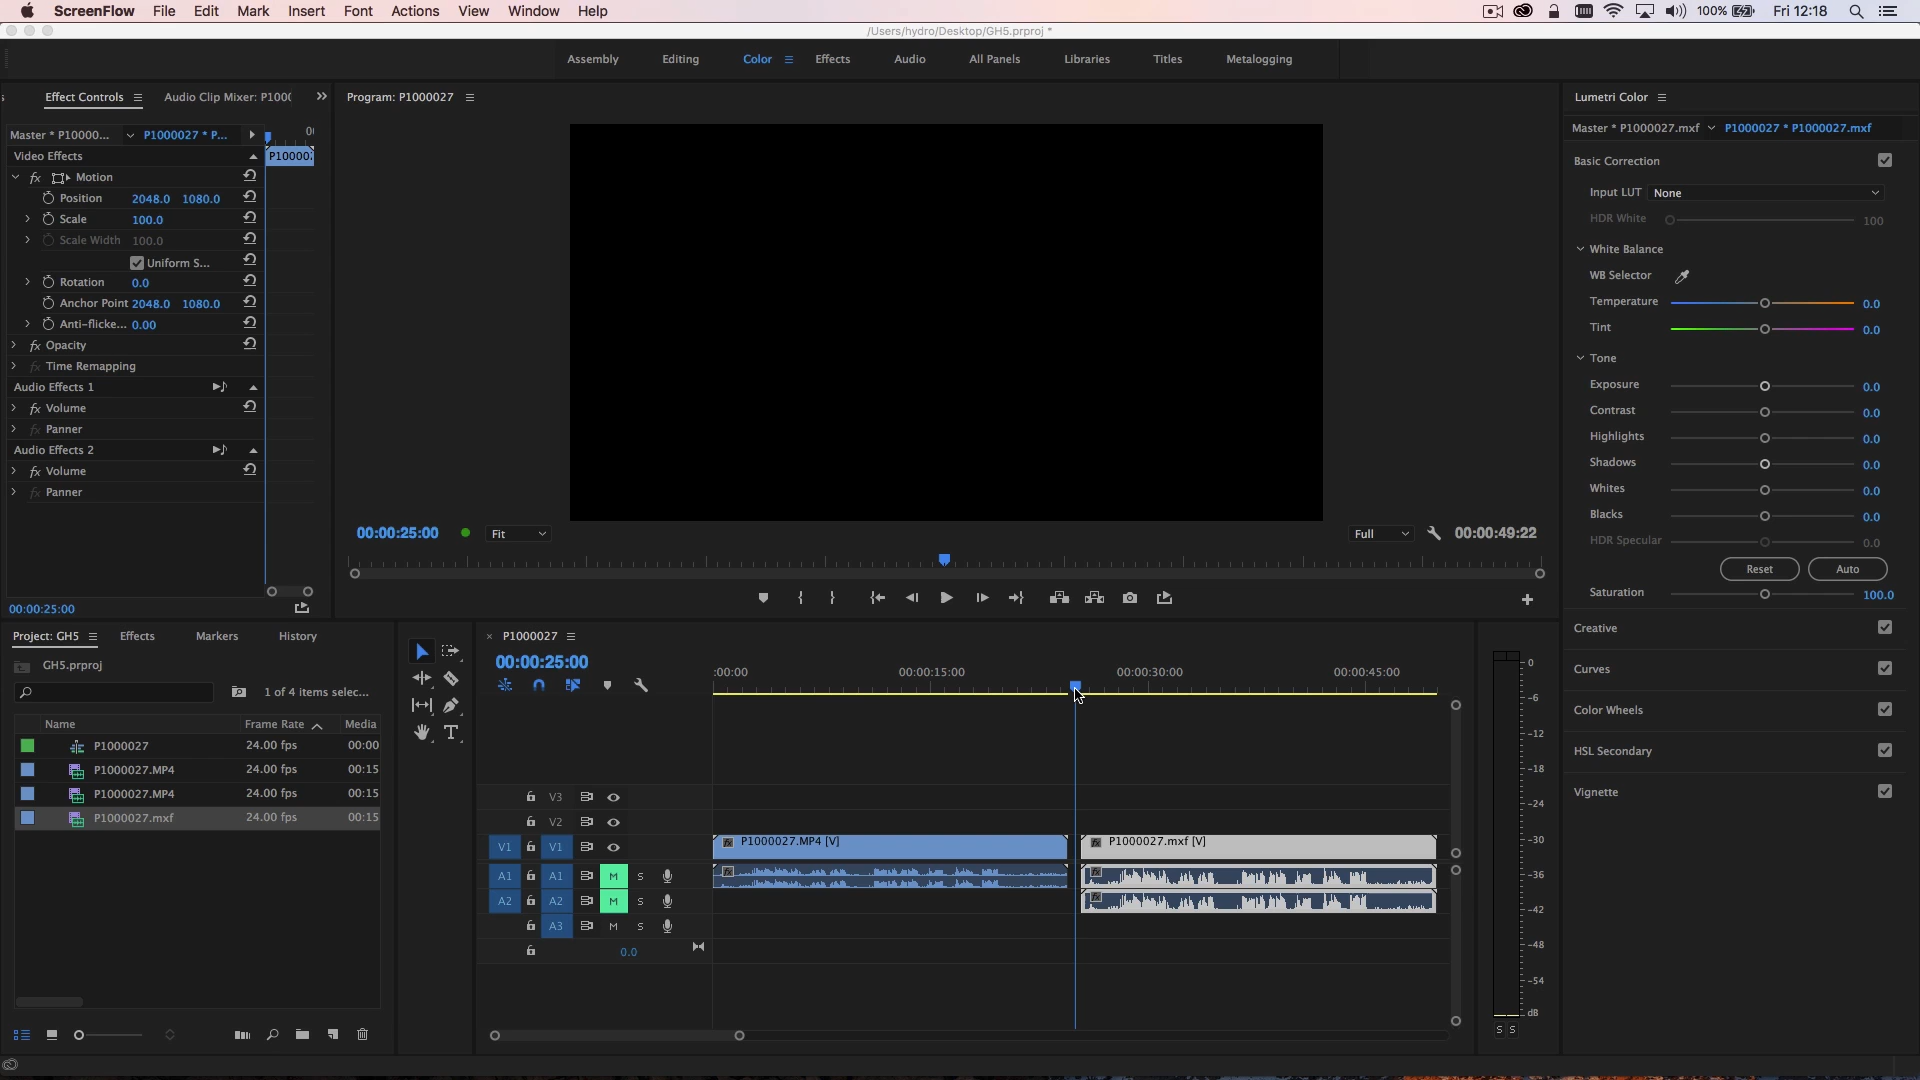 ScreenFlow File Edit Mark Insert Font Actions View Window Help 100% Fri 12:18
/Users/hydro/Desktop/GH5.prproj *
Assembly Editing Color Effects Audio All Panels Libraries Titles Metalogging
Effect Controls Audio Clip Mixer: P100( Program: P1000027 Lumetri Color
Master * P10000... P1000027 * P... Master * P1000027.mxf P1000027 * P1000027.mxf
Video Effects P10000
Motion
Position 2048.0 1080.0
Scale 100.0
Scale Width 100.0
Uniform S...
Rotation 0.0
Anchor Point 2048.0 1080.0
Anti-flicke... 0.00
fx Opacity
fx Time Remapping
Audio Effects 1
fx Volume
fx Panner
Audio Effects 2
fx Volume
fx Panner
00:00:25:00
00:00:25:00 Fit Full 00:00:49:22
Basic Correction
Input LUT None
HDR White 100
White Balance
WB Selector
Temperature 0.0
Tint 0.0
Tone
Exposure 0.0
Contrast 0.0
Highlights 0.0
Shadows 0.0
Whites 0.0
Blacks 0.0
HDR Specular 0.0
Reset Auto
Saturation 100.0
Creative
Curves
Color Wheels
HSL Secondary
Vignette
Project: GH5 Effects Markers History
GH5.prproj
1 of 4 items selec...
Name Frame Rate Media
P1000027 24.00 fps 00:00
P1000027.MP4 24.00 fps 00:15
P1000027.MP4 24.00 fps 00:15
P1000027.mxf 24.00 fps 00:15
P1000027
00:00:25:00
:00:00 00:00:15:00 00:00:30:00 00:00:45:00
V3
V2
V1 V1 P1000027.MP4 [V] P1000027.mxf [V]
A1 A1 M S
A2 A2 M S
A3 M S
0.0
0
-6
-12
-18
-24
-30
-36
-42
-48
-54
dB
S S